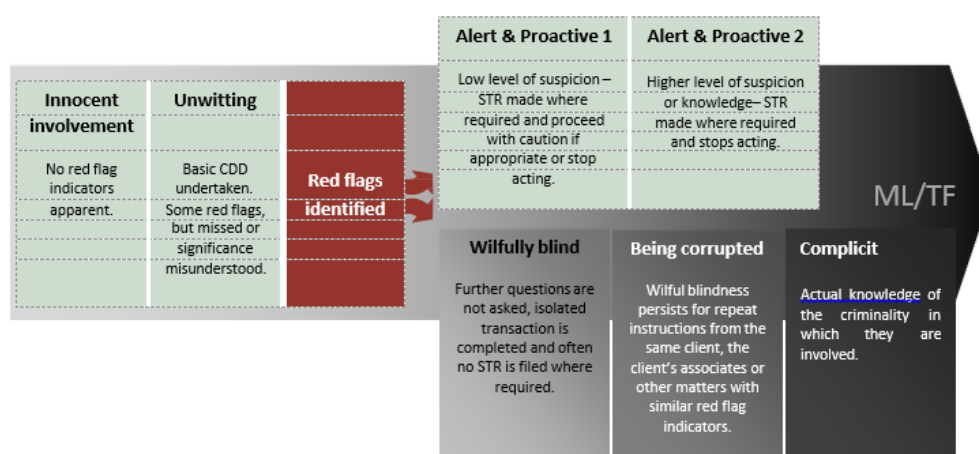 Innocent
involvement
No red flag
indicators
apparent.
Unwitting
Basic CDD
undertaken.
Some red flags,
but missed or
significance
misunderstood.
Red flags
identified
Alert & Proactive 1
Low level of suspicion –
STR made where
required and proceed
with caution if
appropriate or stop
acting.
Alert & Proactive 2
Higher level of suspicion
or knowledge– STR
made where required
and stops acting.
Wilfully blind
Further questions are
not asked, isolated
transaction is
completed and often
no STR is filed where
required.
Being corrupted
Wilful blindness
persists for repeat
instructions from the
same client, the
client's associates or
other matters with
similar red flag
indicators.
Complicit
Actual knowledge of
the criminality in
which they are
involved.
ML/TF